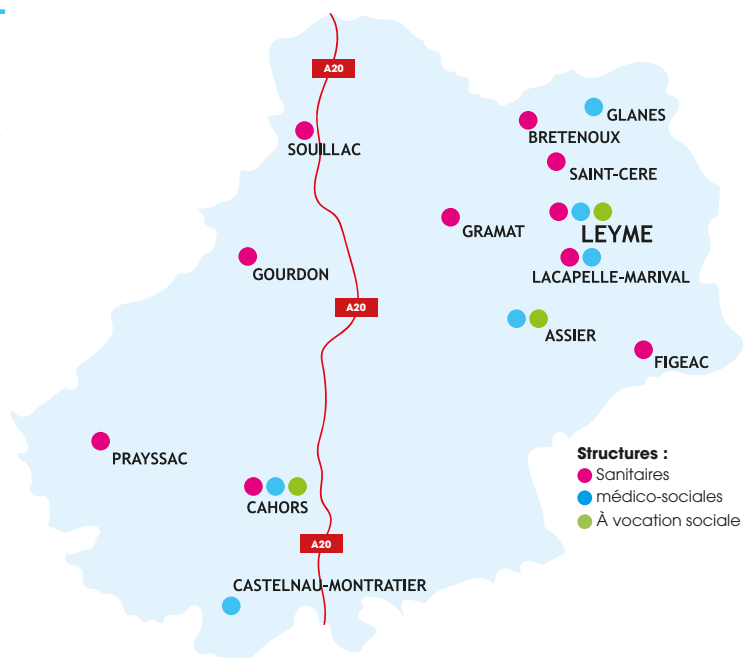 A20
GLANES
BRETENOUX
SOUILLAC
SAINT-CERE
GRAMAT
LEYME
GOURDON
LACAPELLE-MARIVAL
A20
ASSIER
FIGEAC
PRAYSSAC
Structures :
Sanitaires
médico-sociales
À vocation sociale
CAHORS
A20
CASTELNAU-MONTRATIER